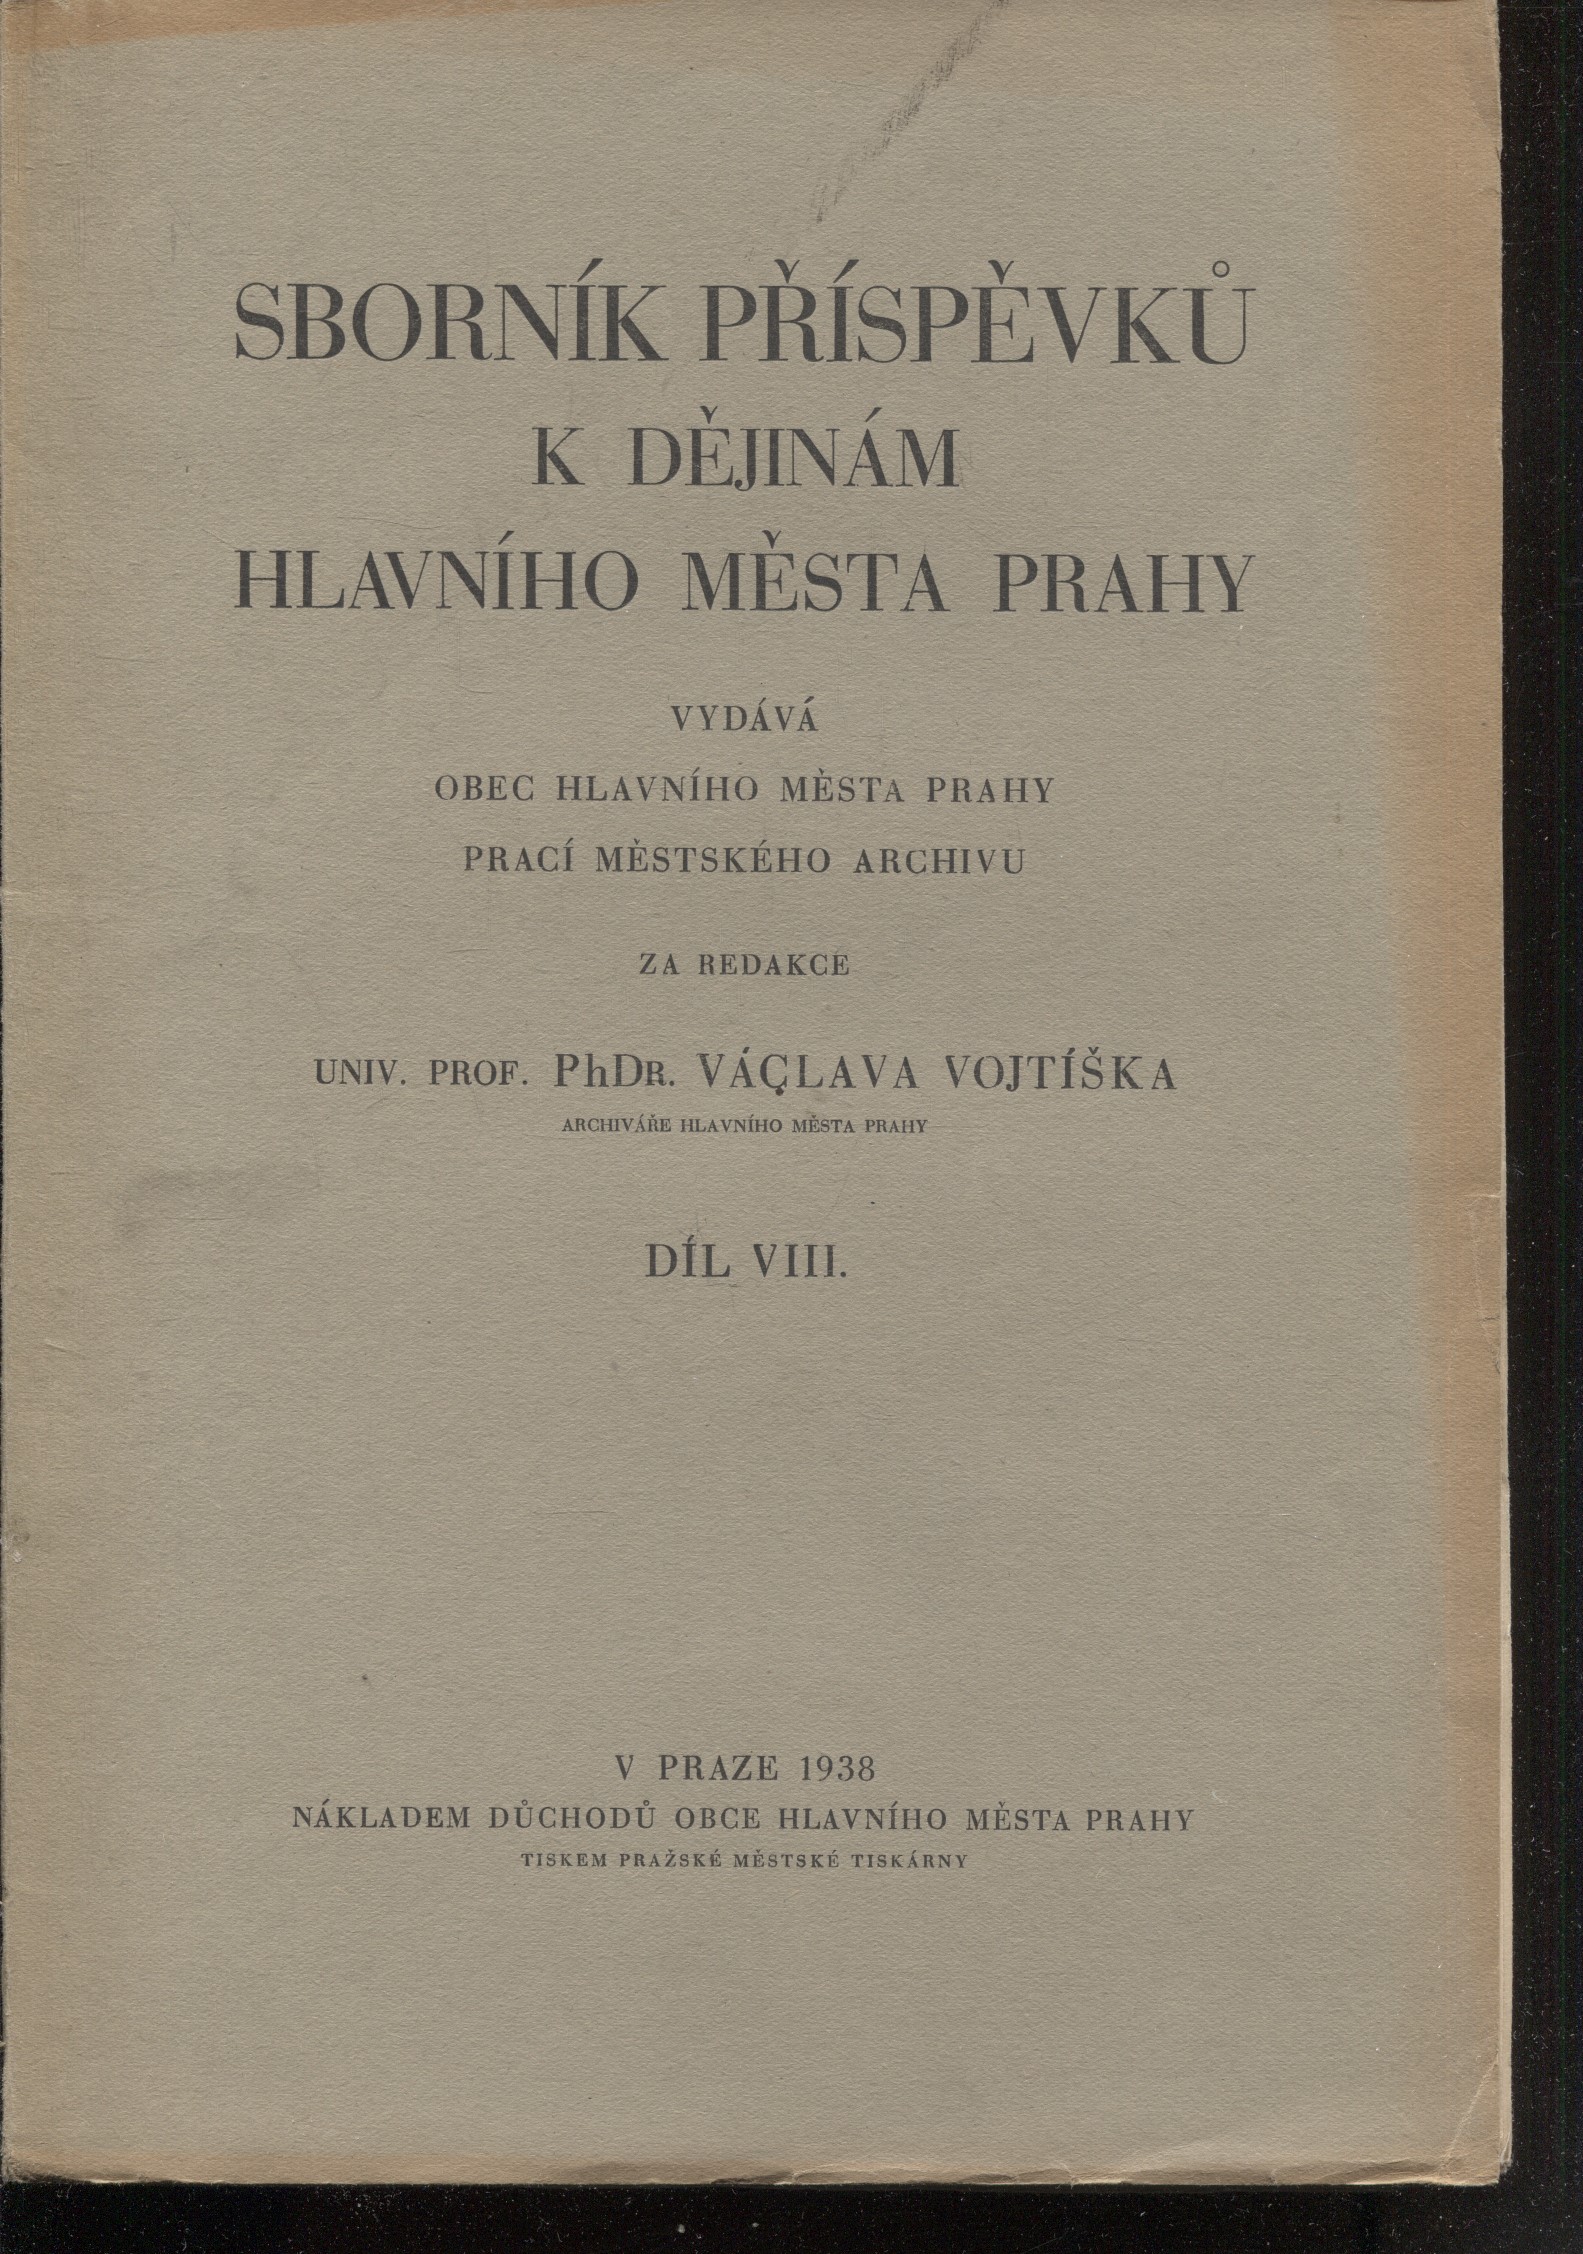 SBORNÍK PŘÍSPĚVKŮ
K DĚJINÁM
HLAVNÍHO MĚSTA PRAHY
VYDÁVÁ
OBEC HLAVNÍHO MĚSTA PRAHY
PRACÍ MĚSTSKÉHO ARCHIVU
ZA REDAKCE
UNIV. PROF. PhDR. VÁCLAVA VOJTÍŠKA
ARCHIVÁŘE HLAVNÍHO MĚSTA PRAHY
DÍL VIII.
V PRAZE 1938
NÁKLADEM DŮCHODŮ OBCE HLAVNÍHO MĚSTA PRAHY
TISKEM PRAŽSKÉ MĚSTSKÉ TISKÁRNY